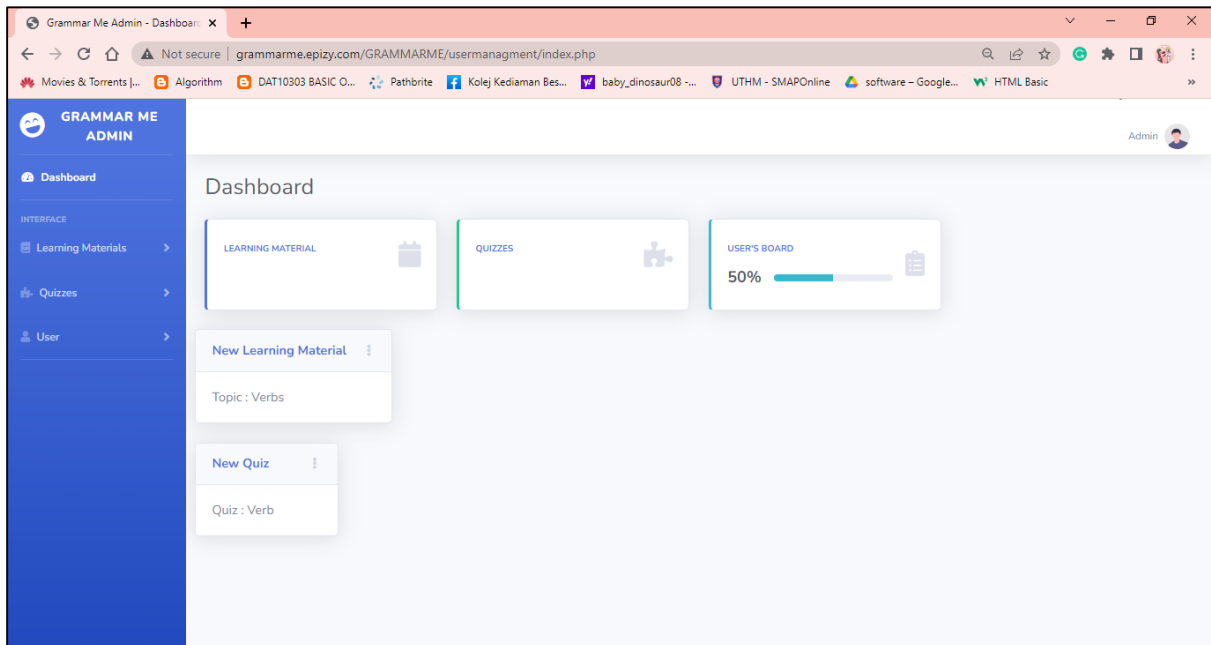 Grammar Me Admin - Dashboard
Not secure | grammarme.epizy.com/GRAMMARME/usermanagment/index.php
Movies & Torrents |... Algorithm DAT10303 BASIC O... Pathbrite Kolej Kediaman Bes... baby_dinosaur08 -... UTHM - SMAPOnline software – Google... HTML Basic »
GRAMMAR ME
ADMIN
Admin
Dashboard
INTERFACE
Learning Materials
Quizzes
User
Dashboard
LEARNING MATERIAL
QUIZZES
USER'S BOARD
50%
New Learning Material
Topic : Verbs
New Quiz
Quiz : Verb